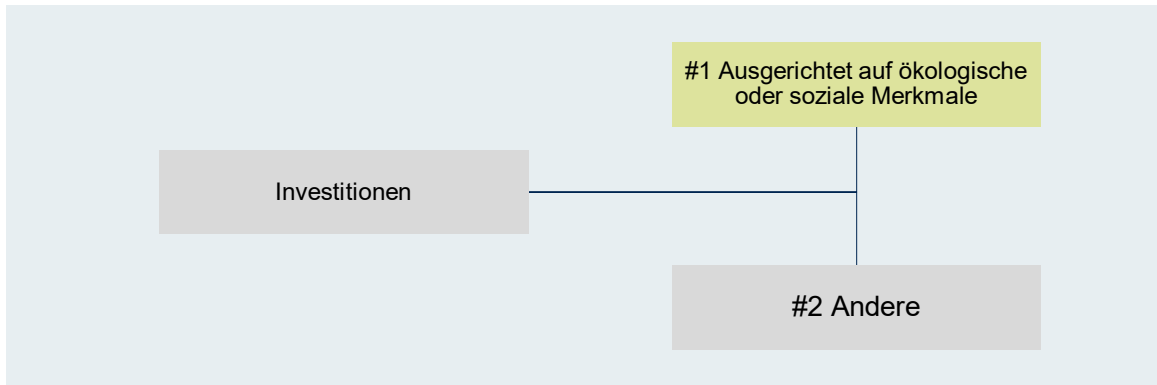 #1 Ausgerichtet auf ökologische
oder soziale Merkmale
Investitionen
#2 Andere